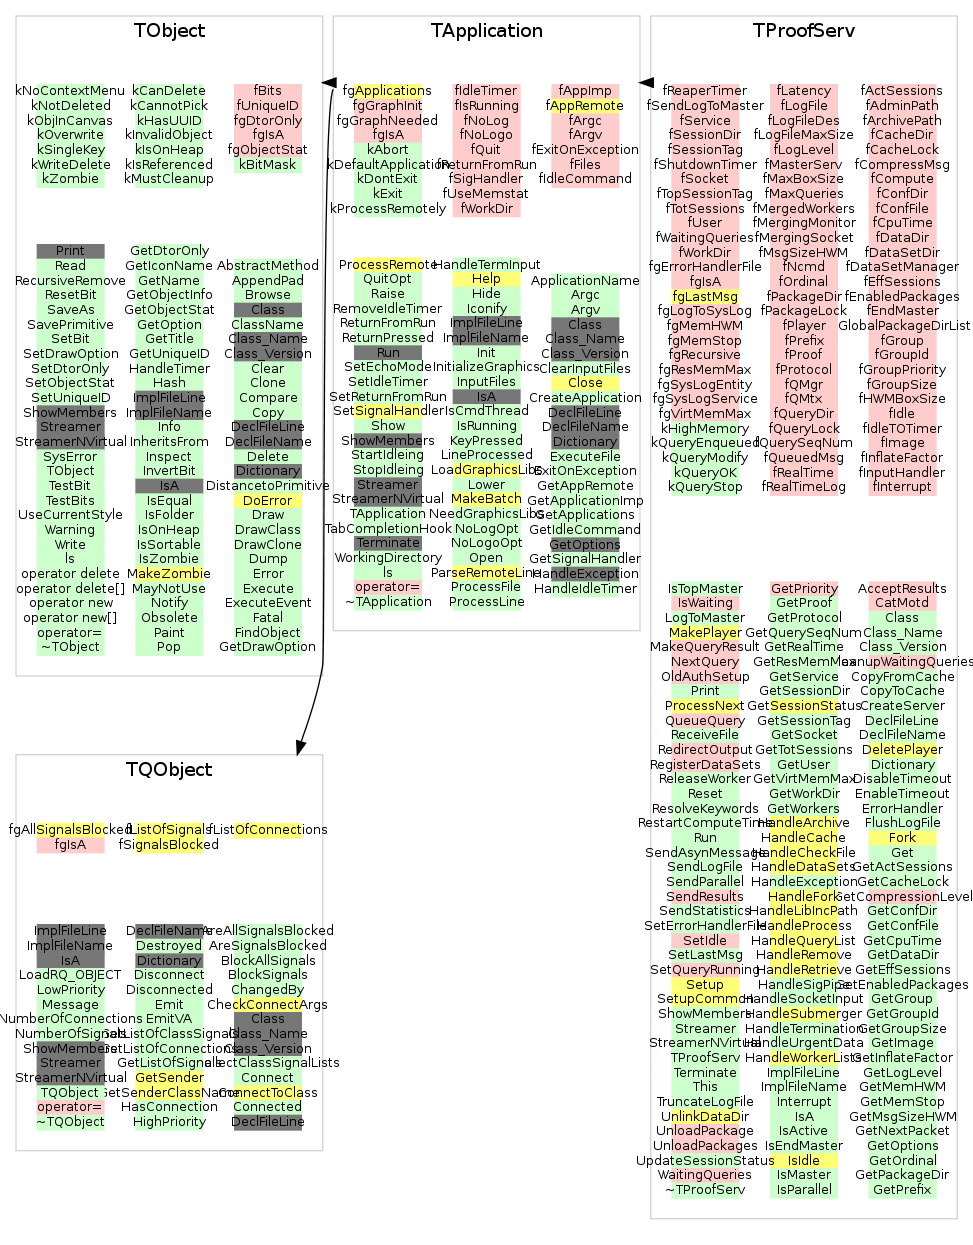 TObject
kNoContextMenu
kNotDeleted
kObjInCanvas
kOverwrite
kSingleKey
kWriteDelete
kZombie
kCanDelete
kCannotPick
kHasUUID
kInvalidObject
kIsOnHeap
kIsReferenced
kMustCleanup
fBits
fUniqueID
fgDtorOnly
fgIsA
fgObjectStat
kBitMask
Print
Read
RecursiveRemove
ResetBit
SaveAs
SavePrimitive
SetBit
SetDrawOption
SetDtorOnly
SetObjectStat
SetUniqueID
ShowMembers
Streamer
StreamerNVirtual
SysError
TObject
TestBit
TestBits
UseCurrentStyle
Warning
Write
ls
operator delete
operator delete[]
operator new
operator new[]
operator=
~TObject
GetDtorOnly
GetIconName
GetName
GetObjectInfo
GetObjectStat
GetOption
GetTitle
GetUniqueID
HandleTimer
Hash
ImplFileLine
ImplFileName
Info
InheritsFrom
Inspect
InvertBit
IsA
IsEqual
IsFolder
IsOnHeap
IsSortable
IsZombie
MakeZombie
MayNotUse
Notify
Obsolete
Paint
Pop
AbstractMethod
AppendPad
Browse
Class
ClassName
Class_Name
Class_Version
Clear
Clone
Compare
Copy
DeclFileLine
DeclFileName
Delete
Dictionary
DistancetoPrimitive
DoError
Draw
DrawClass
DrawClone
Dump
Error
Execute
ExecuteEvent
Fatal
FindObject
GetDrawOption
TApplication
fgApplications
fgGraphInit
fgGraphNeeded
fgIsA
kAbort
kDefaultApplication
kDontExit
kExit
kProcessRemotely
fIdleTimer
fIsRunning
fNoLog
fNoLogo
fQuit
fReturnFromRun
fSigHandler
fUseMemstat
fWorkDir
fAppImp
fAppRemote
fArgc
fArgv
fExitOnException
fFiles
fIdleCommand
ProcessRemote
QuitOpt
Raise
RemoveIdleTimer
ReturnFromRun
ReturnPressed
Run
SetEchoMode
SetIdleTimer
SetReturnFromRun
SetSignalHandler
Show
ShowMembers
StartIdleing
StopIdleing
Streamer
StreamerNVirtual
TApplication
TabCompletionHook
Terminate
WorkingDirectory
ls
operator=
~TApplication
HandleTermInput
Help
Hide
Iconify
ImplFileLine
ImplFileName
Init
InitializeGraphics
InputFiles
IsA
IsCmdThread
IsRunning
KeyPressed
LineProcessed
LoadGraphicsLibs
Lower
MakeBatch
NeedGraphicsLibs
NoLogOpt
NoLogoOpt
Open
ParseRemoteLine
ProcessFile
ProcessLine
ApplicationName
Argc
Argv
Class
Class_Name
Class_Version
ClearInputFiles
Close
CreateApplication
DeclFileLine
DeclFileName
Dictionary
ExecuteFile
ExitOnException
GetAppRemote
GetApplicationImp
GetApplications
GetIdleCommand
GetOptions
GetSignalHandler
HandleException
HandleIdleTimer
TProofServ
fReaperTimer
fSendLogToMaster
fService
fSessionDir
fSessionTag
fShutdownTimer
fSocket
fTopSessionTag
fTotSessions
fUser
fWaitingQueries
fWorkDir
fgErrorHandlerFile
fgIsA
fgLastMsg
fgLogToSysLog
fgMemHWM
fgMemStop
fgRecursive
fgResMemMax
fgSysLogEntity
fgSysLogService
fgVirtMemMax
kHighMemory
kQueryEnqueued
kQueryModify
kQueryOK
kQueryStop
fLatency
fLogFile
fLogFileDes
fLogFileMaxSize
fLogLevel
fMasterServ
fMaxBoxSize
fMaxQueries
fMergedWorkers
fMergingMonitor
fMergingSocket
fMsgSizeHWM
fNcmd
fOrdinal
fPackageDir
fPackageLock
fPlayer
fPrefix
fProof
fProtocol
fQMgr
fQMtx
fQueryDir
fQueryLock
fQuerySeqNum
fQueuedMsg
fRealTime
fRealTimeLog
fActSessions
fAdminPath
fArchivePath
fCacheDir
fCacheLock
fCompressMsg
fCompute
fConfDir
fConfFile
fCpuTime
fDataDir
fDataSetDir
fDataSetManager
fEffSessions
fEnabledPackages
fEndMaster
GlobalPackageDirList
fGroup
fGroupId
fGroupPriority
fGroupSize
fHWMBoxSize
fIdle
fIdleTOTimer
fImage
fInflateFactor
fInputHandler
fInterrupt
IsTopMaster
IsWaiting
LogToMaster
MakePlayer
MakeQueryResult
NextQuery
OldAuthSetup
Print
ProcessNext
QueueQuery
ReceiveFile
RedirectOutput
RegisterDataSets
ReleaseWorker
Reset
ResolveKeywords
RestartComputeTime
Run
SendAsynMessage
SendLogFile
SendParallel
SendResults
SendStatistics
SetErrorHandlerFile
SetIdle
SetLastMsg
SetQueryRunning
Setup
SetupCommon
ShowMembers
Streamer
StreamerNVirtual
TProofServ
Terminate
This
TruncateLogFile
UnlinkDataDir
UnloadPackage
UnloadPackages
UpdateSessionStatus
WaitingQueries
~TProofServ
GetPriority
GetProof
GetProtocol
GetQuerySeqNum
GetRealTime
GetResMemMax
GetService
GetSessionDir
GetSessionStatus
GetSessionTag
GetSocket
GetTotSessions
GetUser
GetVirtMemMax
GetWorkDir
GetWorkers
HandleArchive
HandleCache
HandleCheckFile
HandleDataSets
HandleException
HandleFork
HandleLibIncPath
HandleProcess
HandleQueryList
HandleRemove
HandleRetrieve
HandleSigPipe
HandleSocketInput
HandleSubmerger
HandleTermination
HandleUrgentData
HandleWorkerLists
ImplFileLine
ImplFileName
Interrupt
IsA
IsActive
IsEndMaster
IsIdle
IsMaster
IsParallel
AcceptResults
CatMotd
Class
Class_Name
Class_Version
anupWaitingQueries
CopyFromCache
CopyToCache
CreateServer
DeclFileLine
DeclFileName
DeletePlayer
Dictionary
DisableTimeout
EnableTimeout
ErrorHandler
FlushLogFile
Fork
Get
GetActSessions
GetCacheLock
GetCompressionLevel
GetConfDir
GetConfFile
GetCpuTime
GetDataDir
GetEffSessions
SetEnabledPackages
GetGroup
GetGroupId
GetGroupSize
GetImage
GetInflateFactor
GetLogLevel
GetMemHWM
GetMemStop
GetMsgSizeHWM
GetNextPacket
GetOptions
GetOrdinal
GetPackageDir
GetPrefix
TQObject
fgAllSignalsBlocked
fgIsA
fListOfSignals
fSignalsBlocked
fListOfConnections
ImplFileLine
ImplFileName
IsA
LoadRQ_OBJECT
LowPriority
Message
NumberOfConnections
NumberOfSignals
ShowMembers
Streamer
StreamerNVirtual
TQObject
operator=
~TQObject
DeclFileName
Destroyed
Dictionary
Disconnect
Disconnected
Emit
EmitVA
GetListOfClassSignals
GetListOfConnections
GetListOfSignals
GetSender
GetSenderClassName
HasConnection
HighPriority
AreAllSignalsBlocked
AreSignalsBlocked
BlockAllSignals
BlockSignals
ChangedBy
CheckConnectArgs
Class
Class_Name
Class_Version
llectClassSignalLists
Connect
ConnectToClass
Connected
DeclFileLine